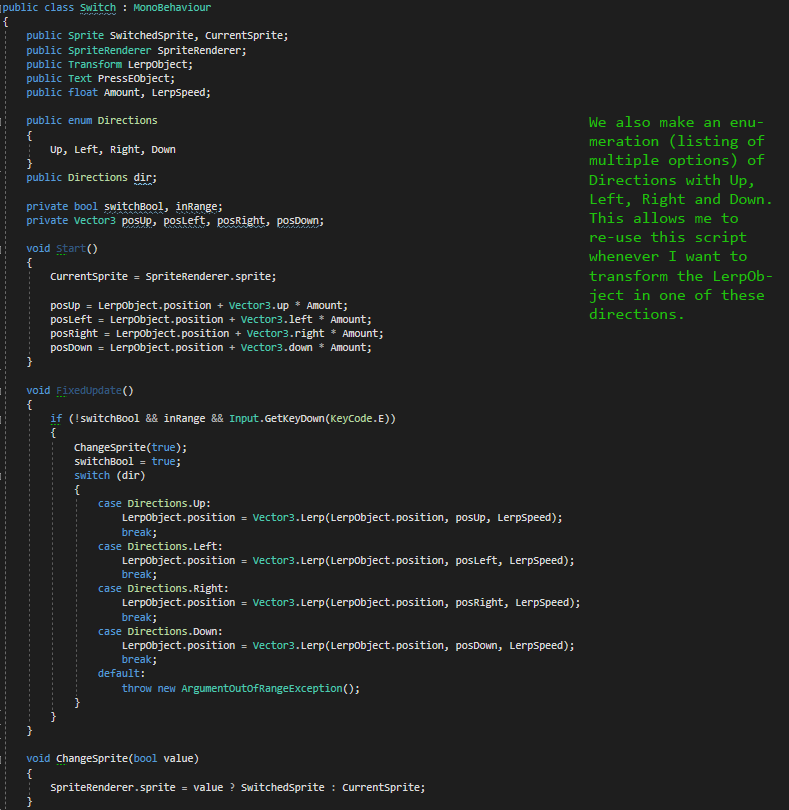 public class Switch : MonoBehaviour
{
public Sprite SwitchedSprite, CurrentSprite;
public SpriteRenderer SpriteRenderer;
public Transform LerpObject;
public Text PressEObject;
public float Amount, LerpSpeed;
public enum Directions
{
Up, Left, Right, Down
}
public Directions dir;
private bool switchBool, inRange;
private Vector3 posUp, posLeft, posRight, posDown;
void Start()
{
CurrentSprite = SpriteRenderer.sprite;
posUp = LerpObject.position + Vector3.up * Amount;
posLeft = LerpObject.position + Vector3.left * Amount;
posRight = LerpObject.position + Vector3.right * Amount;
posDown = LerpObject.position + Vector3.down * Amount;
}
void FixedUpdate()
{
if (!switchBool && inRange && Input.GetKeyDown(KeyCode.E))
{
ChangeSprite(true);
switchBool = true;
switch (dir)
{
case Directions.Up:
LerpObject.position = Vector3.Lerp(LerpObject.position, posUp, LerpSpeed);
break;
case Directions.Left:
LerpObject.position = Vector3.Lerp(LerpObject.position, posLeft, LerpSpeed);
break;
case Directions.Right:
LerpObject.position = Vector3.Lerp(LerpObject.position, posRight, LerpSpeed);
break;
case Directions.Down:
LerpObject.position = Vector3.Lerp(LerpObject.position, posDown, LerpSpeed);
break;
default:
throw new ArgumentOutOfRangeException();
}
}
}
void ChangeSprite(bool value)
{
SpriteRenderer.sprite = value ? SwitchedSprite : CurrentSprite;
}
We also make an enu-
meration (listing of
multiple options) of
Directions with Up,
Left, Right and Down.
This allows me to
re-use this script
whenever I want to
transform the LerpOb-
ject in one of these
directions.